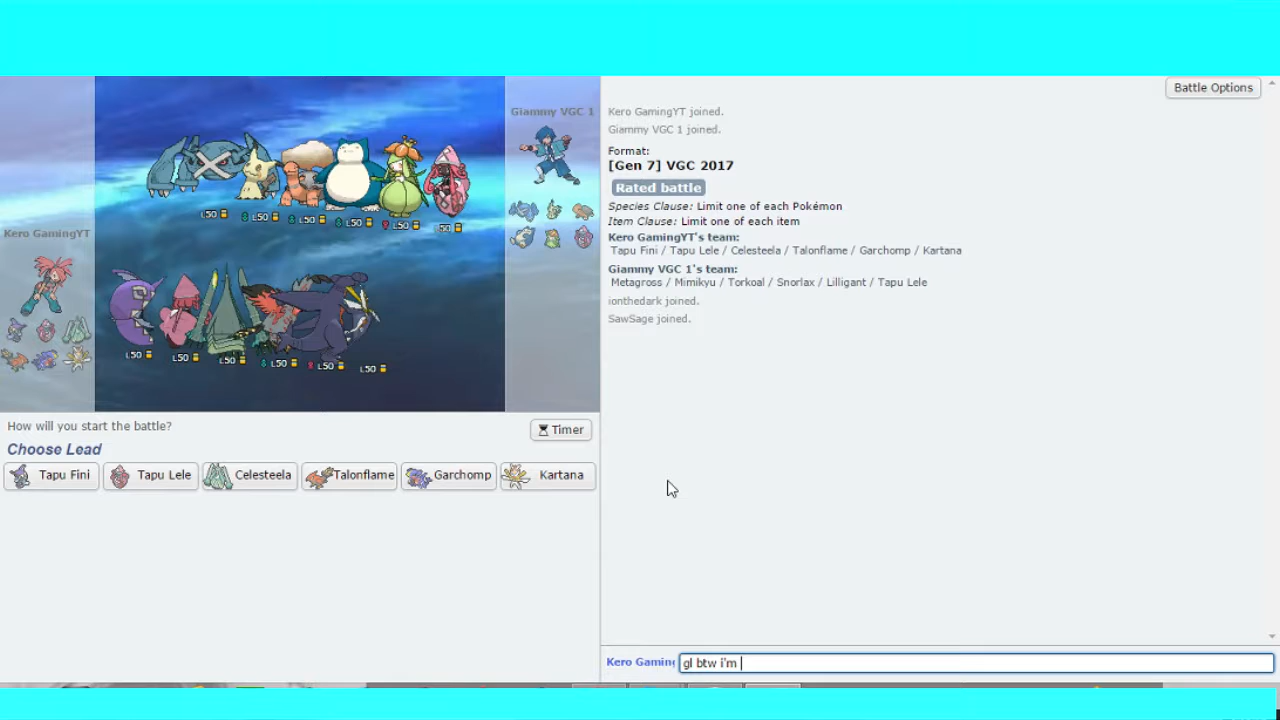 Battle Options
Giammy VGC 1
Kero GamingYT joined.
Giammy VGC 1 joined.
Format:
[Gen 7] VGC 2017
Rated battle
Species Clause: Limit one of each Pokémon
Item Clause: Limit one of each item
Kero GamingYT's team:
Tapu Fini / Tapu Lele / Celesteela / Talonflame / Garchomp / Kartana
Giammy VGC 1's team:
Metagross / Mimikyu / Torkoal / Snorlax / Lilligant / Tapu Lele
ionthedark joined.
SawSage joined.
L50 L50 L50 L50 L50 L50
Kero GamingYT
L50 L50 L50 L50 L50 L50
How will you start the battle?
Timer
Choose Lead
Tapu Fini Tapu Lele Celesteela Talonflame Garchomp Kartana
Kero Gaming gl btw i'm